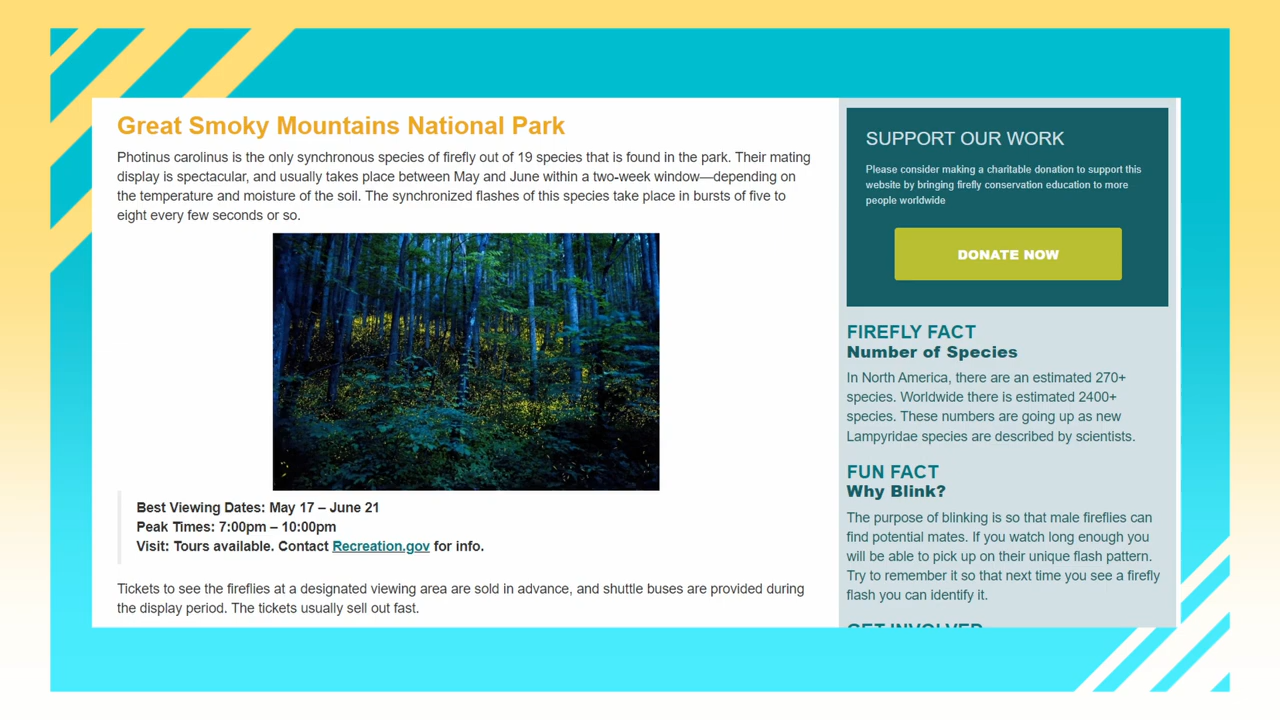 Great Smoky Mountains National Park
Photinus carolinus is the only synchronous species of firefly out of 19 species that is found in the park. Their mating
display is spectacular, and usually takes place between May and June within a two-week window—depending on
the temperature and moisture of the soil. The synchronized flashes of this species take place in bursts of five to
eight every few seconds or so.
Best Viewing Dates: May 17 – June 21
Peak Times: 7:00pm – 10:00pm
Visit: Tours available. Contact Recreation.gov for info.
Tickets to see the fireflies at a designated viewing area are sold in advance, and shuttle buses are provided during
the display period. The tickets usually sell out fast.
SUPPORT OUR WORK
Please consider making a charitable donation to support this
website by bringing firefly conservation education to more
people worldwide
DONATE NOW
FIREFLY FACT
Number of Species
In North America, there are an estimated 270+
species. Worldwide there is estimated 2400+
species. These numbers are going up as new
Lampyridae species are described by scientists.
FUN FACT
Why Blink?
The purpose of blinking is so that male fireflies can
find potential mates. If you watch long enough you
will be able to pick up on their unique flash pattern.
Try to remember it so that next time you see a firefly
flash you can identify it.
GET INVOLVED